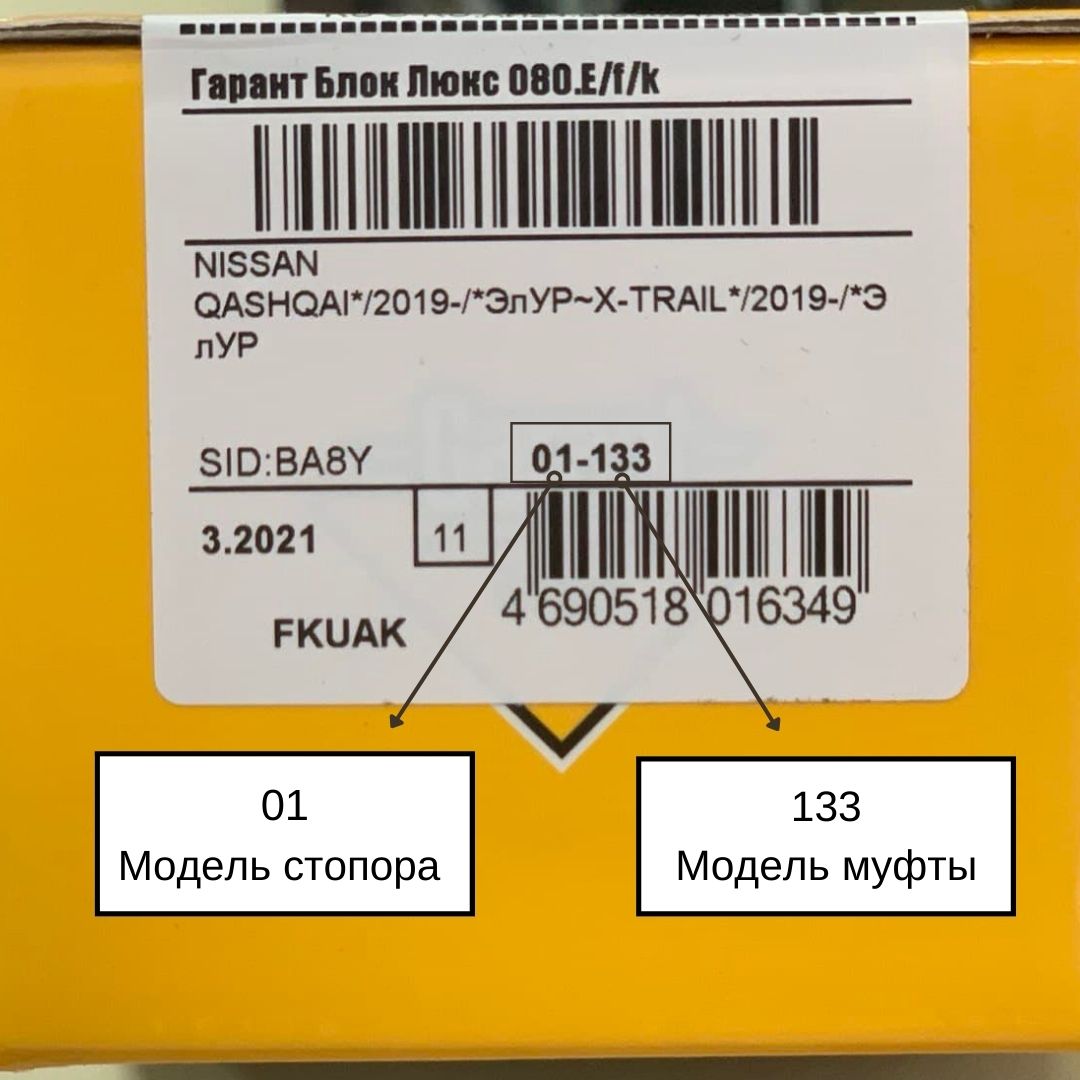 Гарант Блок Люкс 080.E/f/k
NISSAN
QASHQAI*/2019-/*ЭлУР~X-TRAIL*/2019-/*Э
лУР
SID:BA8Y
01-133
3.2021
11
4 690518 016349
FKUAK
01
Модель стопора
133
Модель муфты